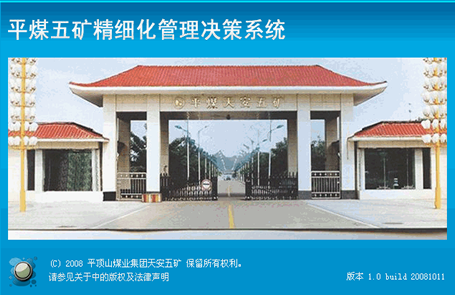 平煤五矿精细化管理决策系统
平煤天安五矿
(C) 2008 平顶山煤业集团天安五矿 保留所有权利。
请参见关于中的版权及法律声明
版本 1.0 build 20081011